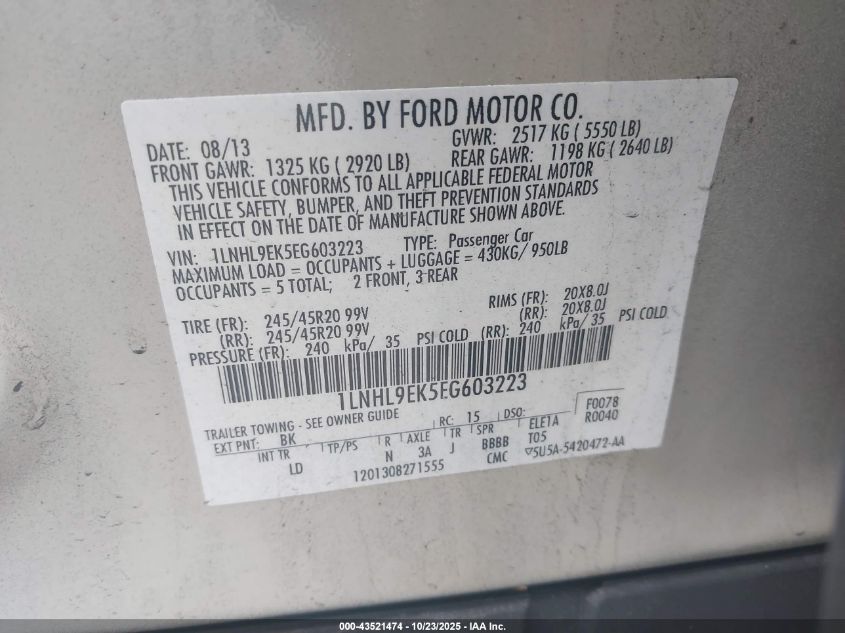 MFD. BY FORD MOTOR CO.
DATE: 08/13 GVWR: 2517 KG ( 5550 LB)
FRONT GAWR: 1325 KG ( 2920 LB) REAR GAWR: 1198 KG ( 2640 LB)
THIS VEHICLE CONFORMS TO ALL APPLICABLE FEDERAL MOTOR
VEHICLE SAFETY, BUMPER, AND THEFT PREVENTION STANDARDS
IN EFFECT ON THE DATE OF MANUFACTURE SHOWN ABOVE.
VIN: 1LNHL9EK5EG603223 TYPE: Passenger Car
MAXIMUM LOAD = OCCUPANTS + LUGGAGE = 430KG/ 950LB
OCCUPANTS = 5 TOTAL; 2 FRONT, 3 REAR
TIRE (FR): 245/45R20 99V RIMS (FR): 20X8.0J
(RR): 245/45R20 99V (RR): 20X8.0J
PRESSURE (FR): 240 kPa/ 35 PSI COLD (RR): 240 kPa/ 35 PSI COLD
1LNHL9EK5EG603223
TRAILER TOWING - SEE OWNER GUIDE
EXT PNT: BK RC: 15 DSO: F0078
R0040
INT TR TP/PS R AXLE TR SPR ELE1A
LD N 3A J BBBB T05
1201308271555 CMC ▽5U5A-5420472-AA
000-43521474 - 10/23/2025 - IAA Inc.